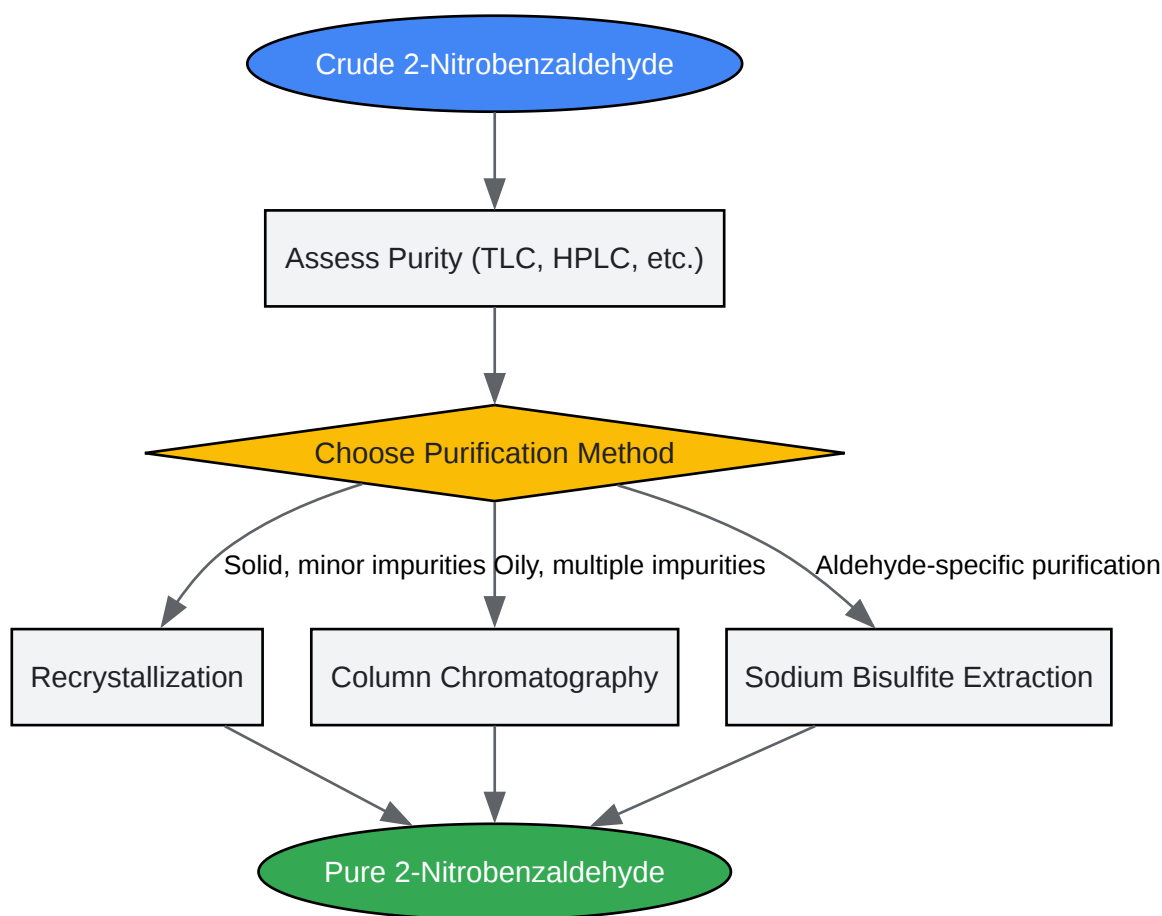 Crude 2-Nitrobenzaldehyde
Assess Purity (TLC, HPLC, etc.)
Choose Purification Method
Solid, minor impurities
Oily, multiple impurities
Aldehyde-specific purification
Recrystallization
Column Chromatography
Sodium Bisulfite Extraction
Pure 2-Nitrobenzaldehyde